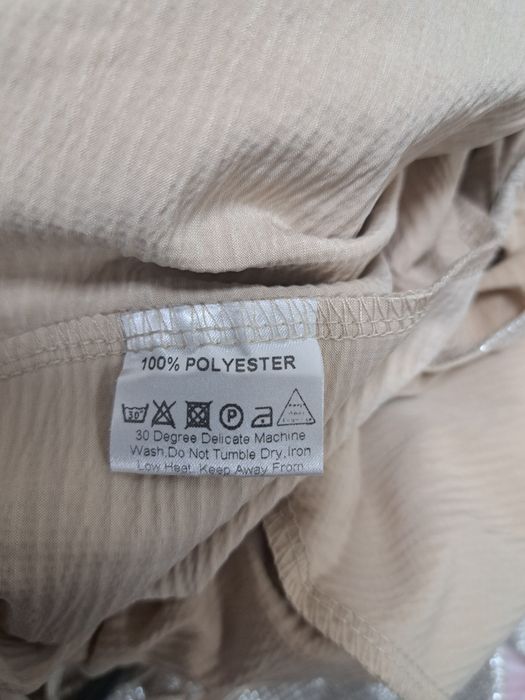 100% POLYESTER
30 P
30 Degree Delicate Machine
Wash.Do Not Tumble Dry.Iron
Low Heat. Keep Away From